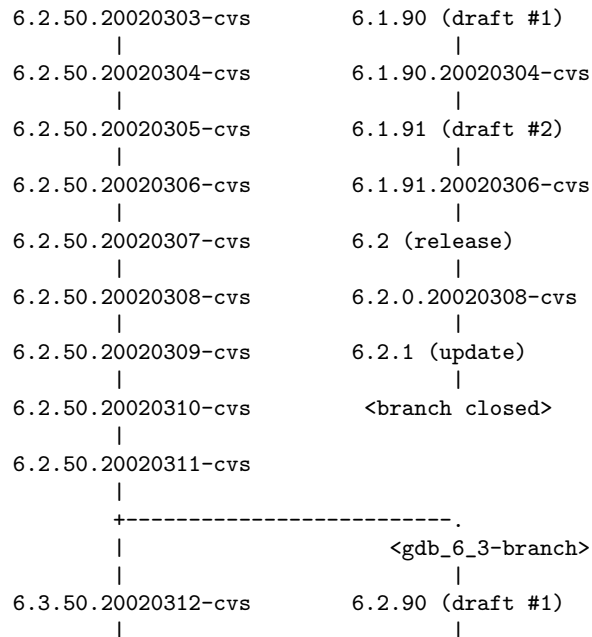 6.2.50.20020303-cvs        6.1.90 (draft #1)
        |                          |
6.2.50.20020304-cvs        6.1.90.20020304-cvs
        |                          |
6.2.50.20020305-cvs        6.1.91 (draft #2)
        |                          |
6.2.50.20020306-cvs        6.1.91.20020306-cvs
        |                          |
6.2.50.20020307-cvs        6.2 (release)
        |                          |
6.2.50.20020308-cvs        6.2.0.20020308-cvs
        |                          |
6.2.50.20020309-cvs        6.2.1 (update)
        |                          |
6.2.50.20020310-cvs         <branch closed>
        |
6.2.50.20020311-cvs
        |
        +--------------------------.
        |                     <gdb_6_3-branch>
        |                          |
6.3.50.20020312-cvs        6.2.90 (draft #1)
        |                          |